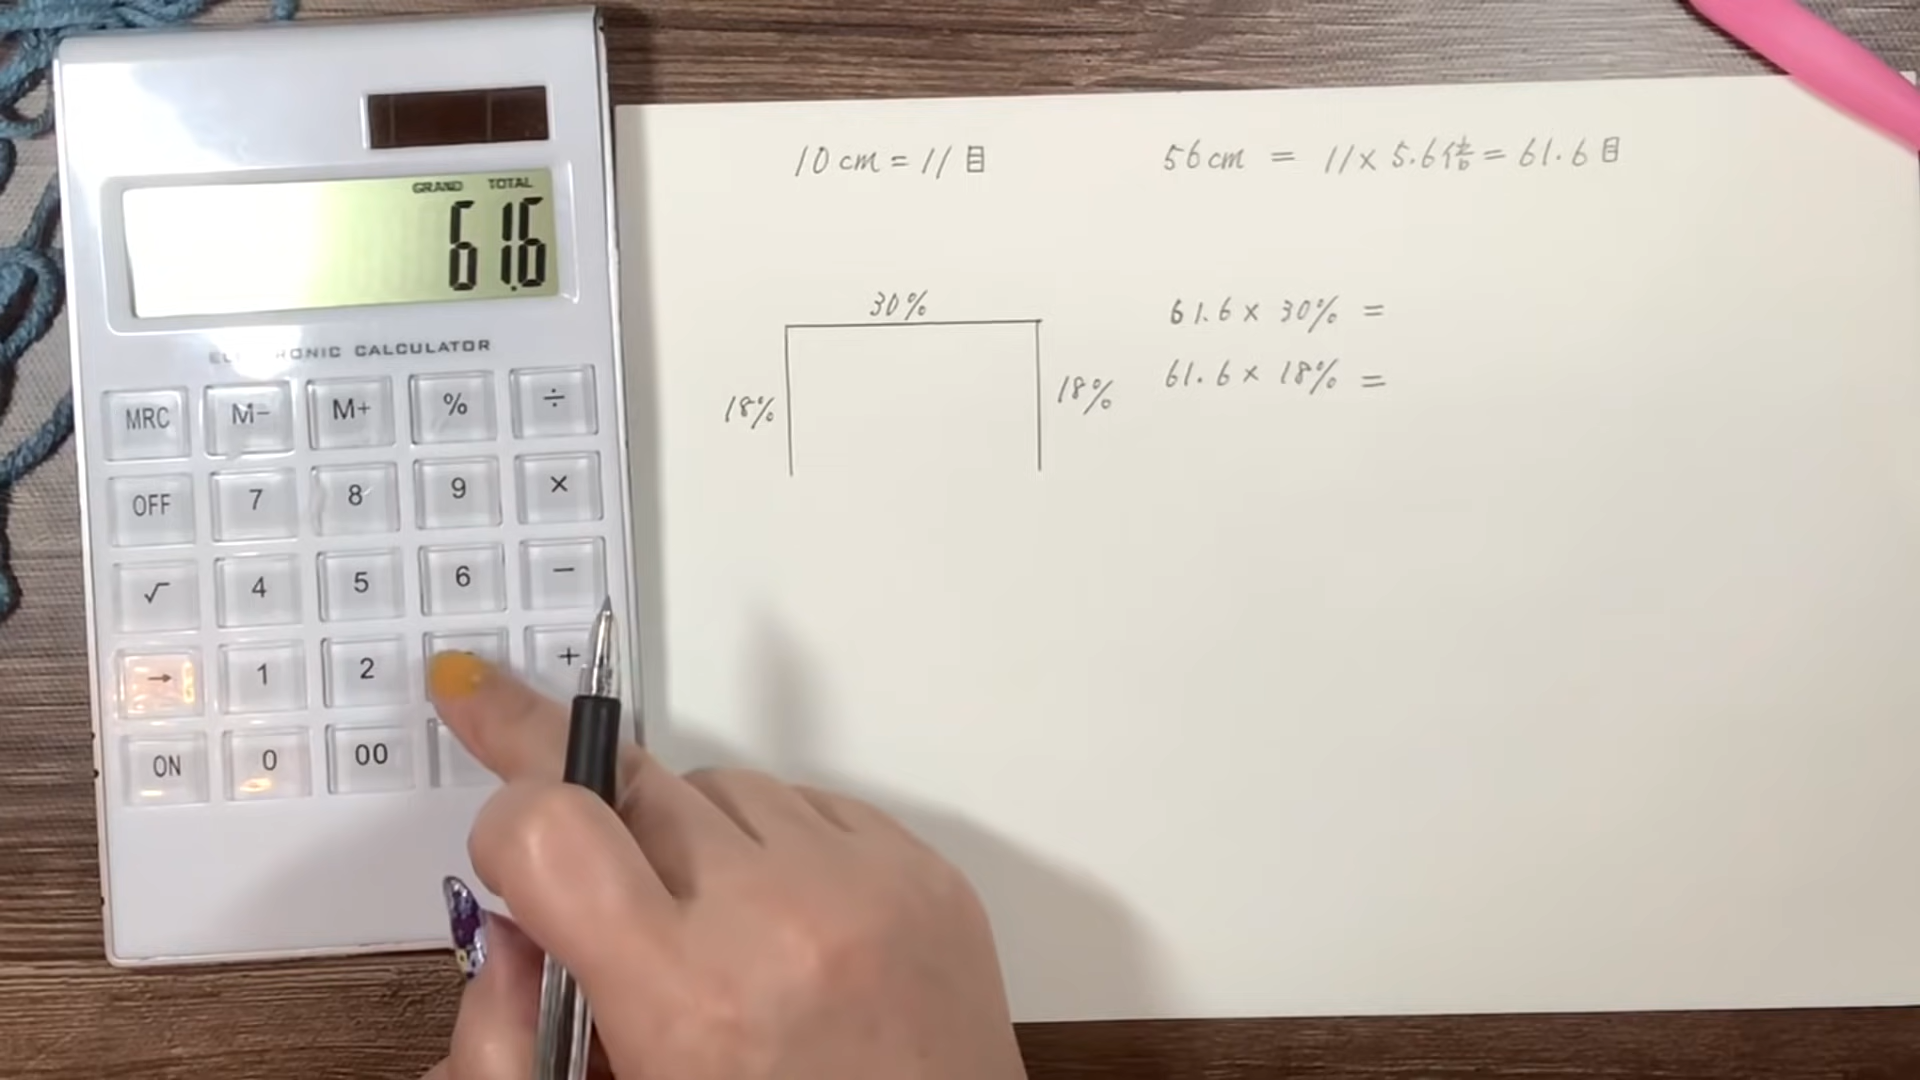 GRAND TOTAL
61.6
CALCULATOR
MRC M- M+ % ÷
OFF 7 8 9 ×
√ 4 5 6 −
→ 1 2 +
ON 0 00
10cm = 11目
56cm = 11×5.6倍=61.6目
30%
18%
18%
61.6× 30% =
61.6× 18% =